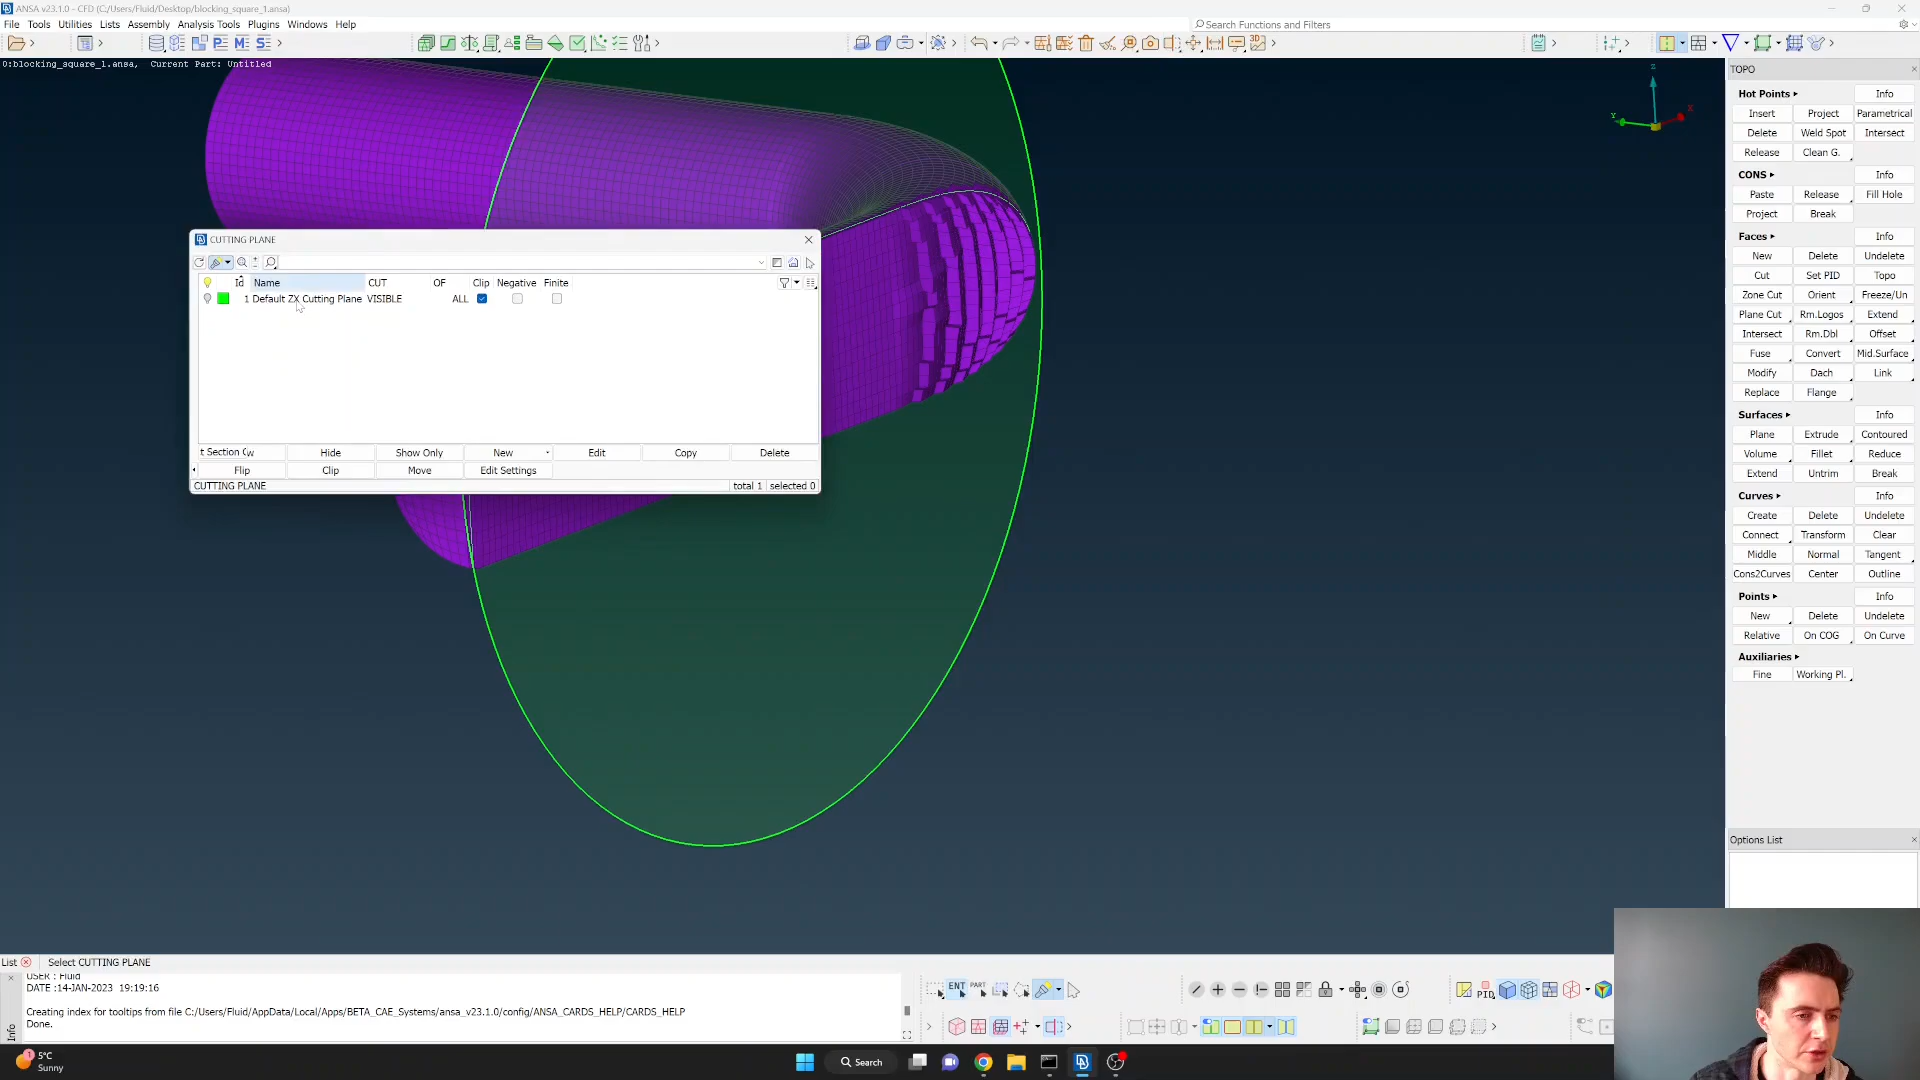 ANSA v23.1.0 - CFD (C:/Users/Fluid/Desktop/blocking_square_1.ansa)
File Tools Utilities Lists Assembly Analysis Tools Plugins Windows Help
Search Functions and Filters
0:blocking_square_1.ansa, Current Part: Untitled
Z
X
Y
CUTTING PLANE
Id Name CUT OF Clip Negative Finite
1 Default ZX Cutting Plane VISIBLE ALL
t Section Cw Hide Show Only New Edit Copy Delete
Flip Clip Move Edit Settings
CUTTING PLANE total 1 selected 0
TOPO
Hot Points Info
Insert Project Parametrical
Delete Weld Spot Intersect
Release Clean G.
CONS Info
Paste Release Fill Hole
Project Break
Faces Info
New Delete Undelete
Cut Set PID Topo
Zone Cut Orient Freeze/Un
Plane Cut Rm.Logos Extend
Intersect Rm.Dbl Offset
Fuse Convert Mid.Surface
Modify Dach Link
Replace Flange
Surfaces Info
Plane Extrude Contoured
Volume Fillet Reduce
Extend Untrim Break
Curves Info
Create Delete Undelete
Connect Transform Clear
Middle Normal Tangent
Cons2Curves Center Outline
Points Info
New Delete Undelete
Relative On COG On Curve
Auxiliaries
Fine Working Pl.
Options List
List Select CUTTING PLANE
USER : Fluid
DATE :14-JAN-2023 19:19:16
Creating index for tooltips from file C:/Users/Fluid/AppData/Local/Apps/BETA_CAE_Systems/ansa_v23.1.0/config/ANSA_CARDS_HELP/CARDS_HELP
Done.
Info
ENT PART
PID
1
5°C
Sunny
Search